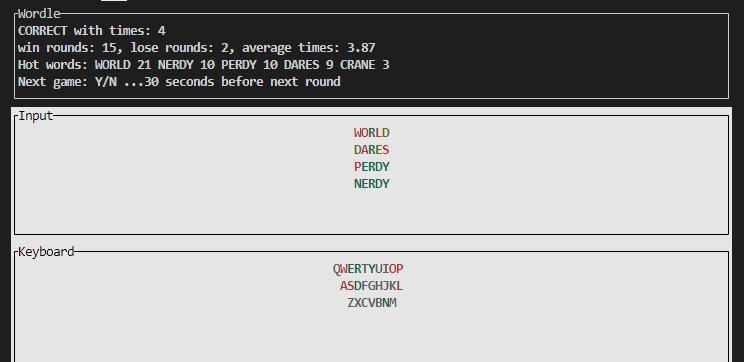 Wordle
CORRECT with times: 4
win rounds: 15, lose rounds: 2, average times: 3.87
Hot words: WORLD 21 NERDY 10 PERDY 10 DARES 9 CRANE 3
Next game: Y/N ...30 seconds before next round
Input
WORLD
DARES
PERDY
NERDY
Keyboard
QWERTYUIOP
ASDFGHJKL
ZXCVBNM